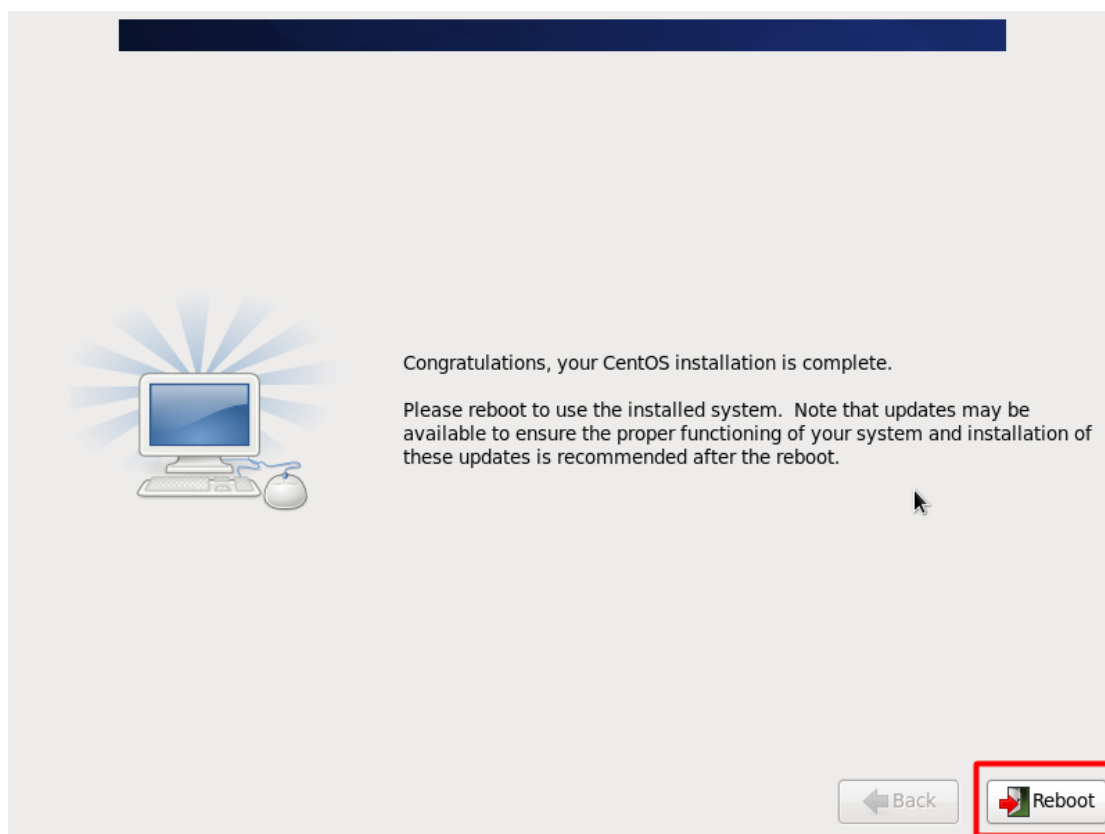 Congratulations, your CentOS installation is complete.
Please reboot to use the installed system.  Note that updates may be
available to ensure the proper functioning of your system and installation of
these updates is recommended after the reboot.
Back
Reboot